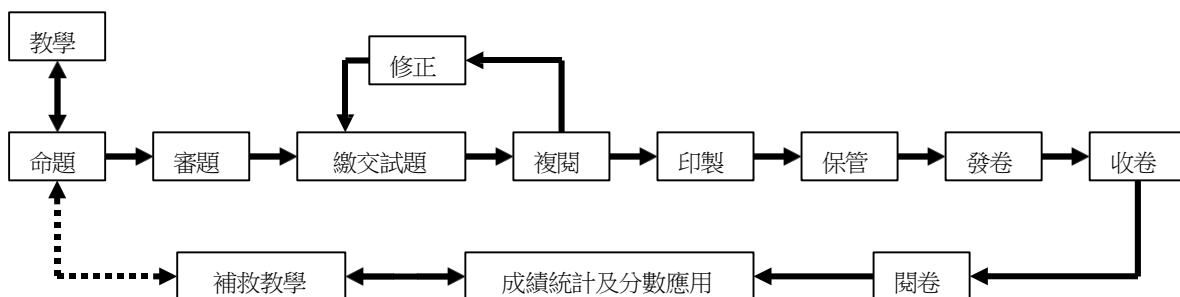 教學
修正
命題
審題
繳交試題
複閱
印製
保管
發卷
收卷
補救教學
成績統計及分數應用
閱卷